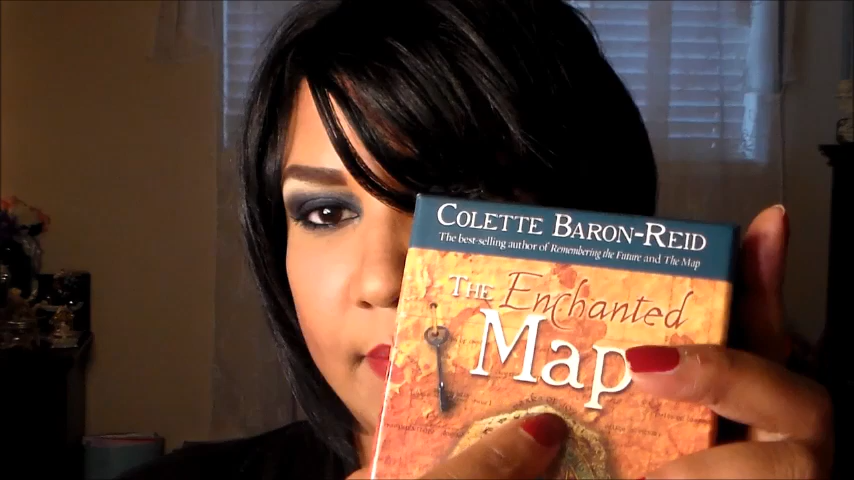 COLETTE BARON-REID
The best-selling author of Remembering the Future and The Map
THE Enchanted
Map